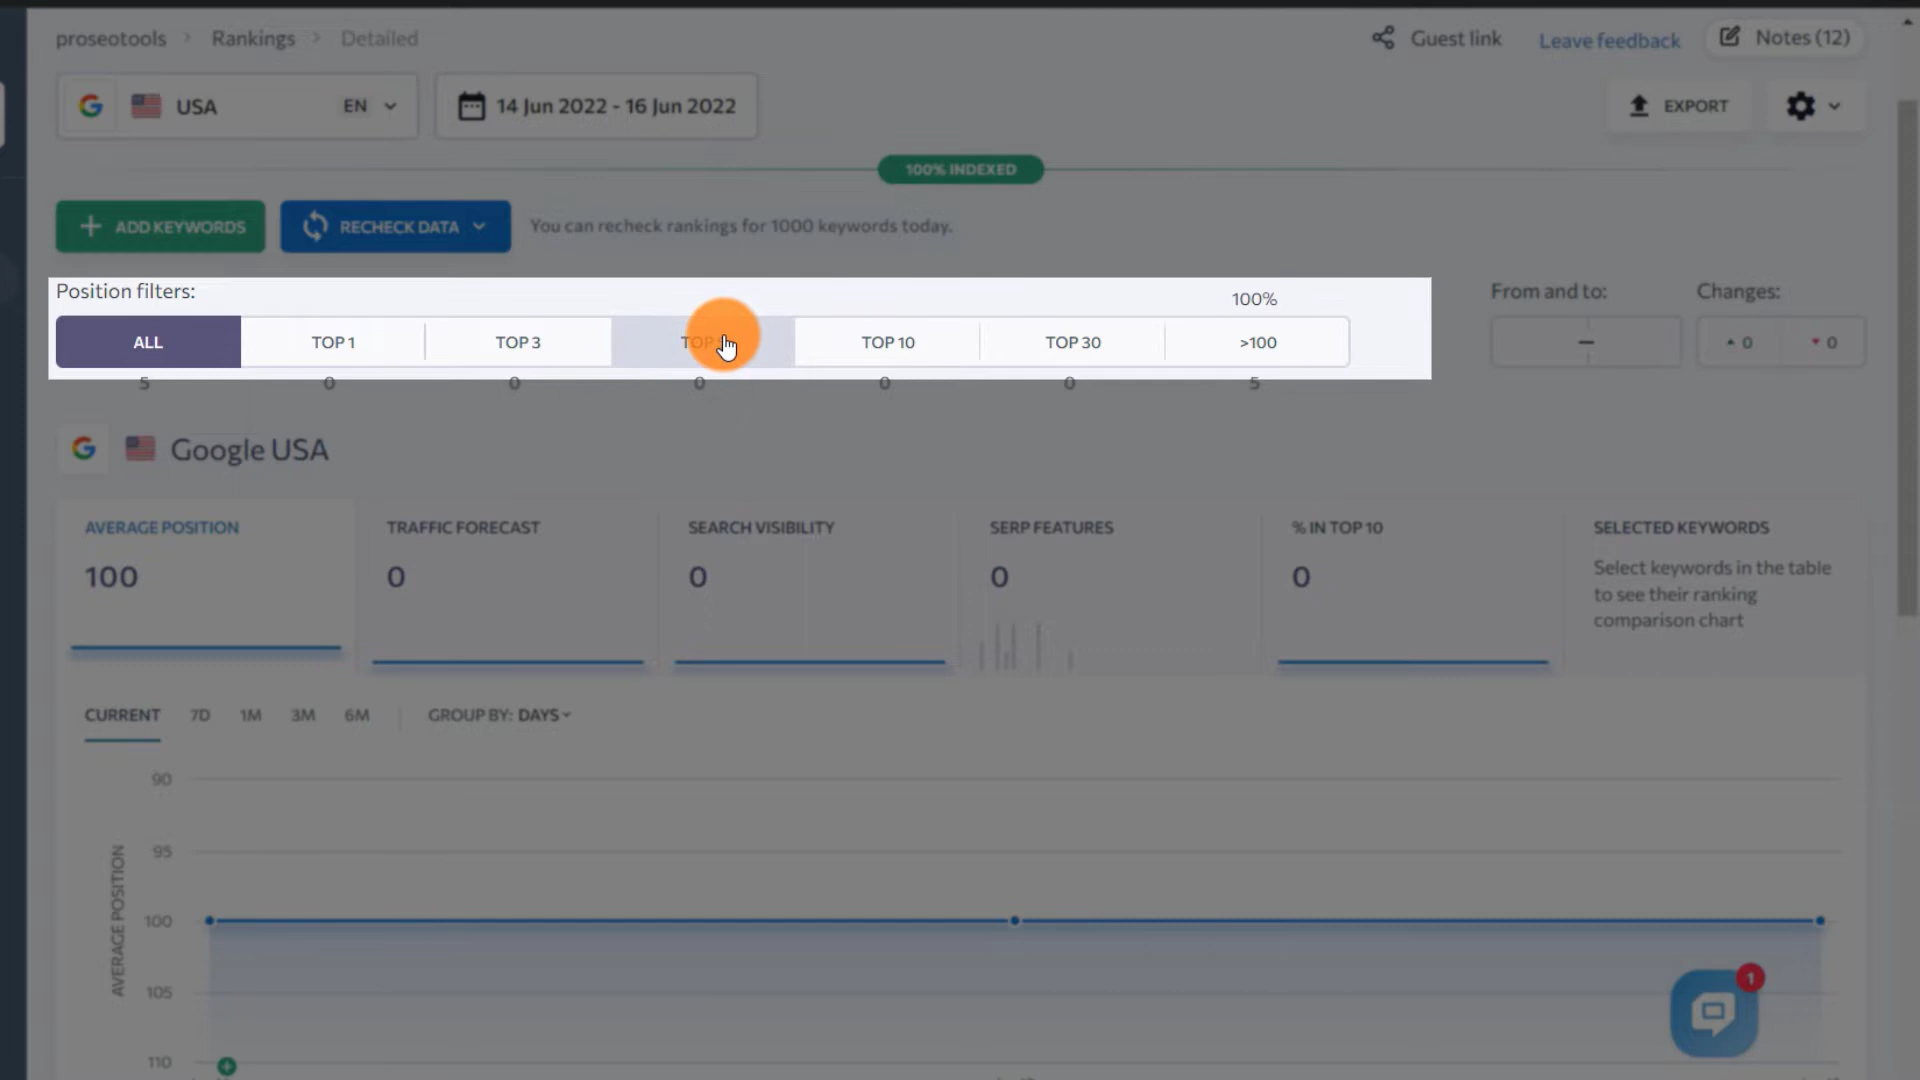 proseotools > Rankings > Detailed
Guest link
Leave feedback
Notes (12)
USA EN
14 Jun 2022 - 16 Jun 2022
EXPORT
100% INDEXED
ADD KEYWORDS
RECHECK DATA
You can recheck rankings for 1000 keywords today.
Position filters:
100%
From and to:
Changes:
ALL TOP 1 TOP 3 TOP TOP 10 TOP 30 >100
— 0 0
5 0 0 0 0 0 5
Google USA
AVERAGE POSITION
100
TRAFFIC FORECAST
0
SEARCH VISIBILITY
0
SERP FEATURES
0
% IN TOP 10
0
SELECTED KEYWORDS
Select keywords in the table
to see their ranking
comparison chart
CURRENT 7D 1M 3M 6M GROUP BY: DAYS
90
95
100
105
110
AVERAGE POSITION
1